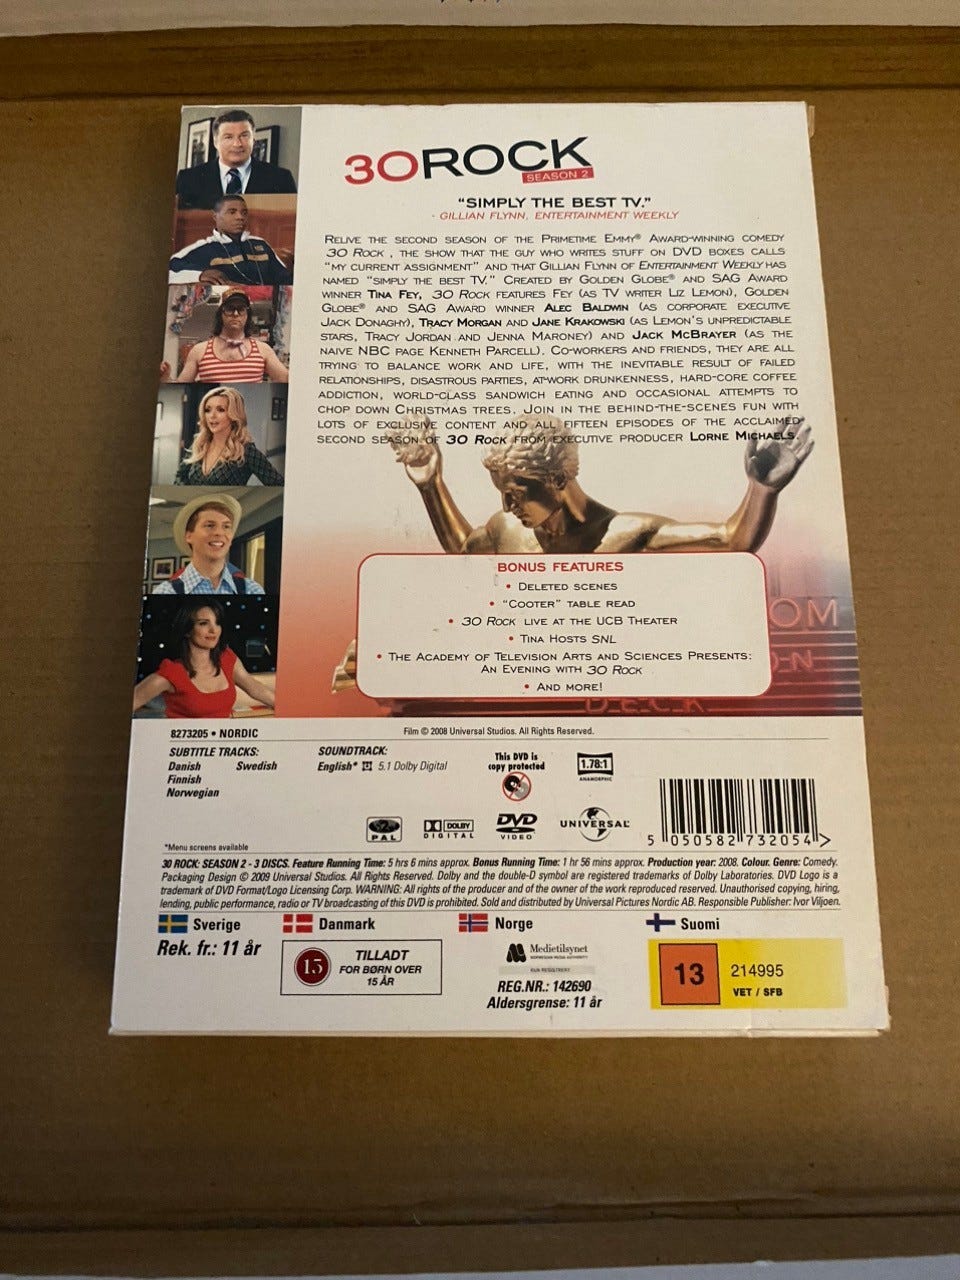 30ROCK
SEASON 2
"SIMPLY THE BEST TV."
- GILLIAN FLYNN, ENTERTAINMENT WEEKLY
RELIVE THE SECOND SEASON OF THE PRIMETIME EMMY® AWARD-WINNING COMEDY
30 ROCK , THE SHOW THAT THE GUY WHO WRITES STUFF ON DVD BOXES CALLS
"MY CURRENT ASSIGNMENT" AND THAT GILLIAN FLYNN OF ENTERTAINMENT WEEKLY HAS
NAMED "SIMPLY THE BEST TV." CREATED BY GOLDEN GLOBE® AND SAG AWARD
WINNER TINA FEY, 30 ROCK FEATURES FEY (AS TV WRITER LIZ LEMON), GOLDEN
GLOBE® AND SAG AWARD WINNER ALEC BALDWIN (AS CORPORATE EXECUTIVE
JACK DONAGHY), TRACY MORGAN AND JANE KRAKOWSKI (AS LEMON'S UNPREDICTABLE
STARS, TRACY JORDAN AND JENNA MARONEY) AND JACK MCBRAYER (AS THE
NAIVE NBC PAGE KENNETH PARCELL). CO-WORKERS AND FRIENDS, THEY ARE ALL
TRYING TO BALANCE WORK AND LIFE, WITH THE INEVITABLE RESULT OF FAILED
RELATIONSHIPS, DISASTROUS PARTIES, AT-WORK DRUNKENNESS, HARD-CORE COFFEE
ADDICTION, WORLD-CLASS SANDWICH EATING AND OCCASIONAL ATTEMPTS TO
CHOP DOWN CHRISTMAS TREES. JOIN IN THE BEHIND-THE-SCENES FUN WITH
LOTS OF EXCLUSIVE CONTENT AND ALL FIFTEEN EPISODES OF THE ACCLAIMED
SECOND SEASON OF 30 ROCK FROM EXECUTIVE PRODUCER LORNE MICHAELS.
BONUS FEATURES
• DELETED SCENES
• "COOTER" TABLE READ
• 30 ROCK LIVE AT THE UCB THEATER
• TINA HOSTS SNL
• THE ACADEMY OF TELEVISION ARTS AND SCIENCES PRESENTS:
AN EVENING WITH 30 ROCK
• AND MORE!
OM
ON
DECK
8273205 • NORDIC
Film © 2008 Universal Studios. All Rights Reserved.
SUBTITLE TRACKS:
Danish Swedish
Finnish
Norwegian
SOUNDTRACK:
English* 5.1 Dolby Digital
This DVD is
copy protected
1.78:1
ANAMORPHIC
*Menu screens available
2
PAL
DOLBY
DIGITAL
DVD
VIDEO
UNIVERSAL
5 050582 732054 >
30 ROCK: SEASON 2 - 3 DISCS. Feature Running Time: 5 hrs 6 mins approx. Bonus Running Time: 1 hr 56 mins approx. Production year: 2008. Colour. Genre: Comedy.
Packaging Design © 2009 Universal Studios. All Rights Reserved. Dolby and the double-D symbol are registered trademarks of Dolby Laboratories. DVD Logo is a
trademark of DVD Format/Logo Licensing Corp. WARNING: All rights of the producer and of the owner of the work reproduced reserved. Unauthorised copying, hiring,
lending, public performance, radio or TV broadcasting of this DVD is prohibited. Sold and distributed by Universal Pictures Nordic AB. Responsible Publisher: Ivor Viljoen.
Sverige
Rek. fr.: 11 år
Danmark
15
TILLADT
FOR BØRN OVER
15 ÅR
Norge
Medietilsynet
NORWEGIAN MEDIA AUTHORITY
KUN REGISTRERT
REG.NR.: 142690
Aldersgrense: 11 år
Suomi
13
214995
VET / SFB